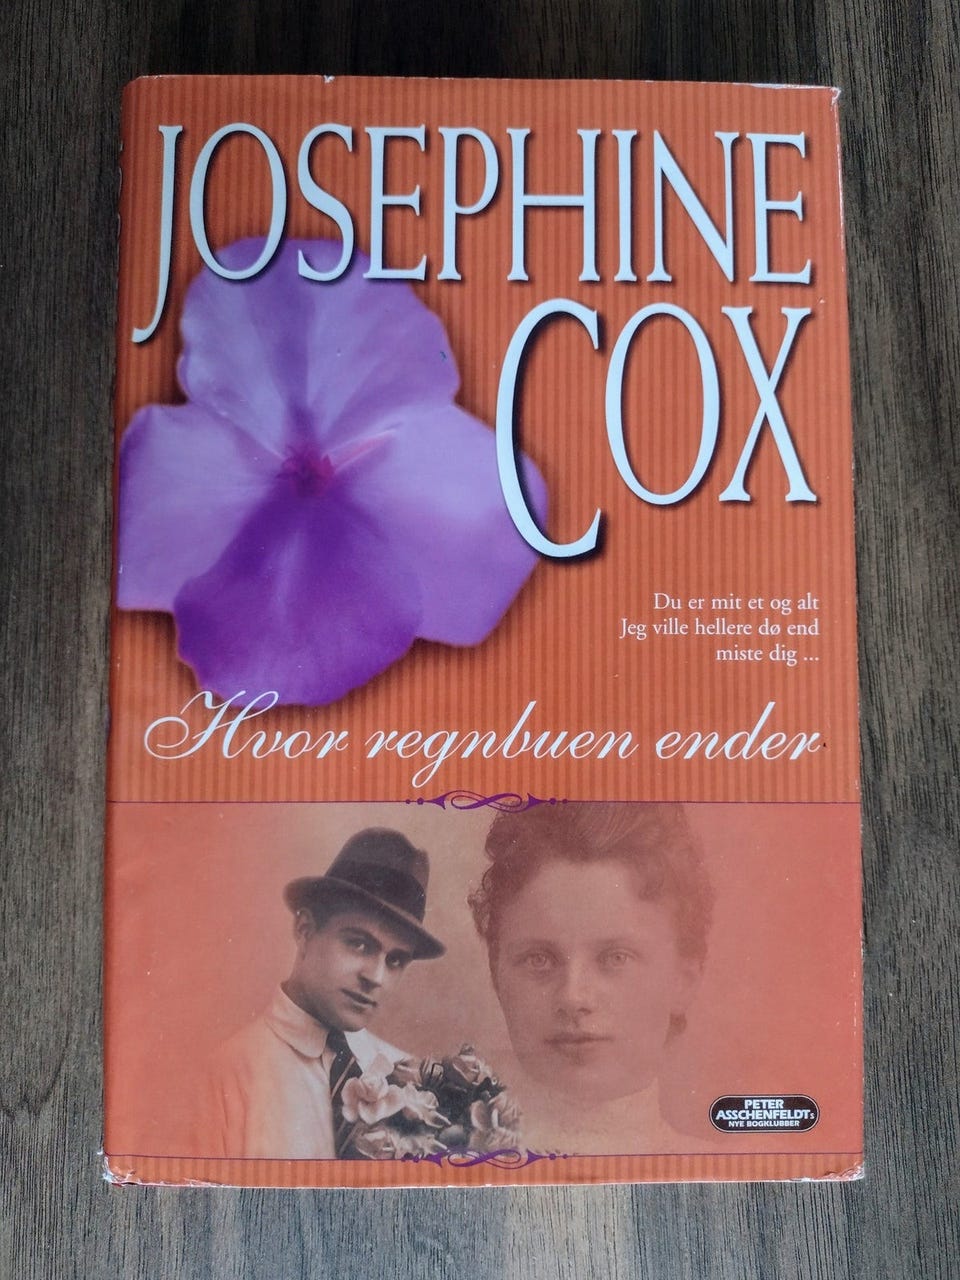 JOSEPHINE
COX
Du er mit et og alt
Jeg ville hellere dø end
miste dig ...
Hvor regnbuen ender
PETER
ASSCHENFELDTs
NYE BOGKLUBBER